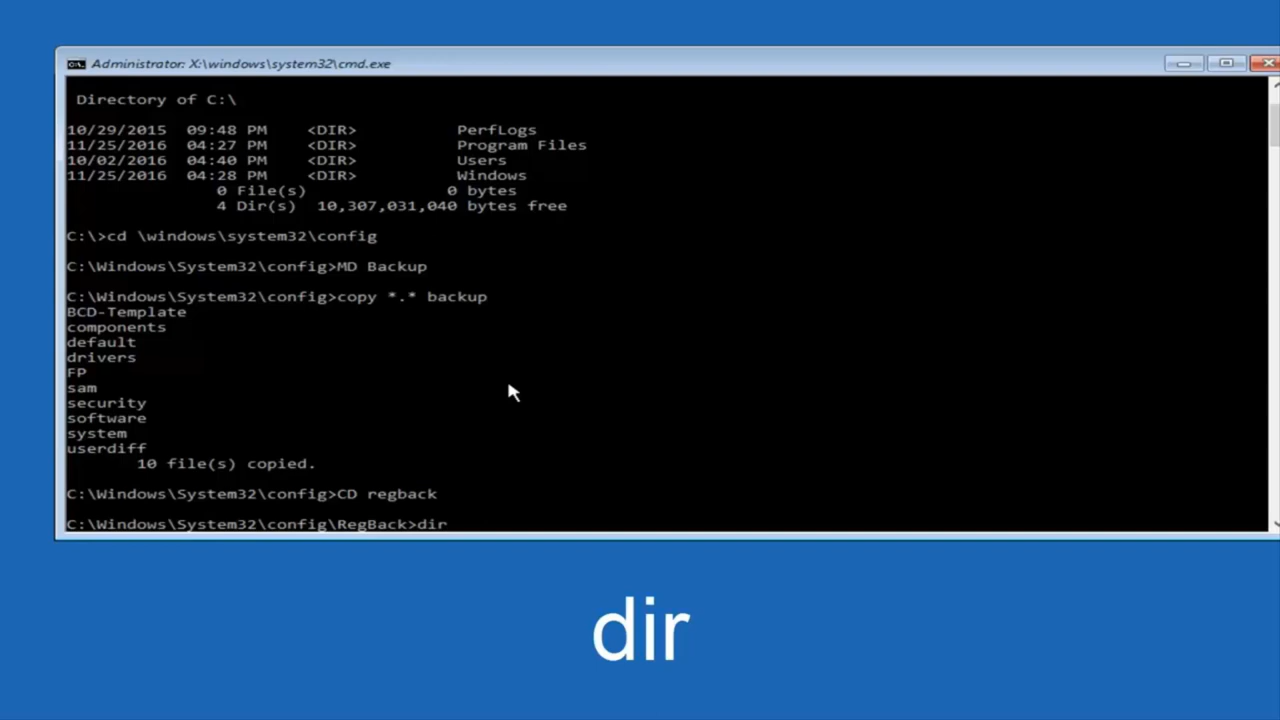 Administrator: X:\windows\system32\cmd.exe
Directory of C:\
10/29/2015 09:48 PM <DIR> PerfLogs
11/25/2016 04:27 PM <DIR> Program Files
10/02/2016 04:40 PM <DIR> Users
11/25/2016 04:28 PM <DIR> Windows
0 File(s) 0 bytes
4 Dir(s) 10,307,031,040 bytes free
C:\>cd \windows\system32\config
C:\Windows\System32\config>MD Backup
C:\Windows\System32\config>copy *.* backup
BCD-Template
components
default
drivers
FP
sam
security
software
system
userdiff
10 file(s) copied.
C:\Windows\System32\config>CD regback
C:\Windows\System32\config\RegBack>dir
dir